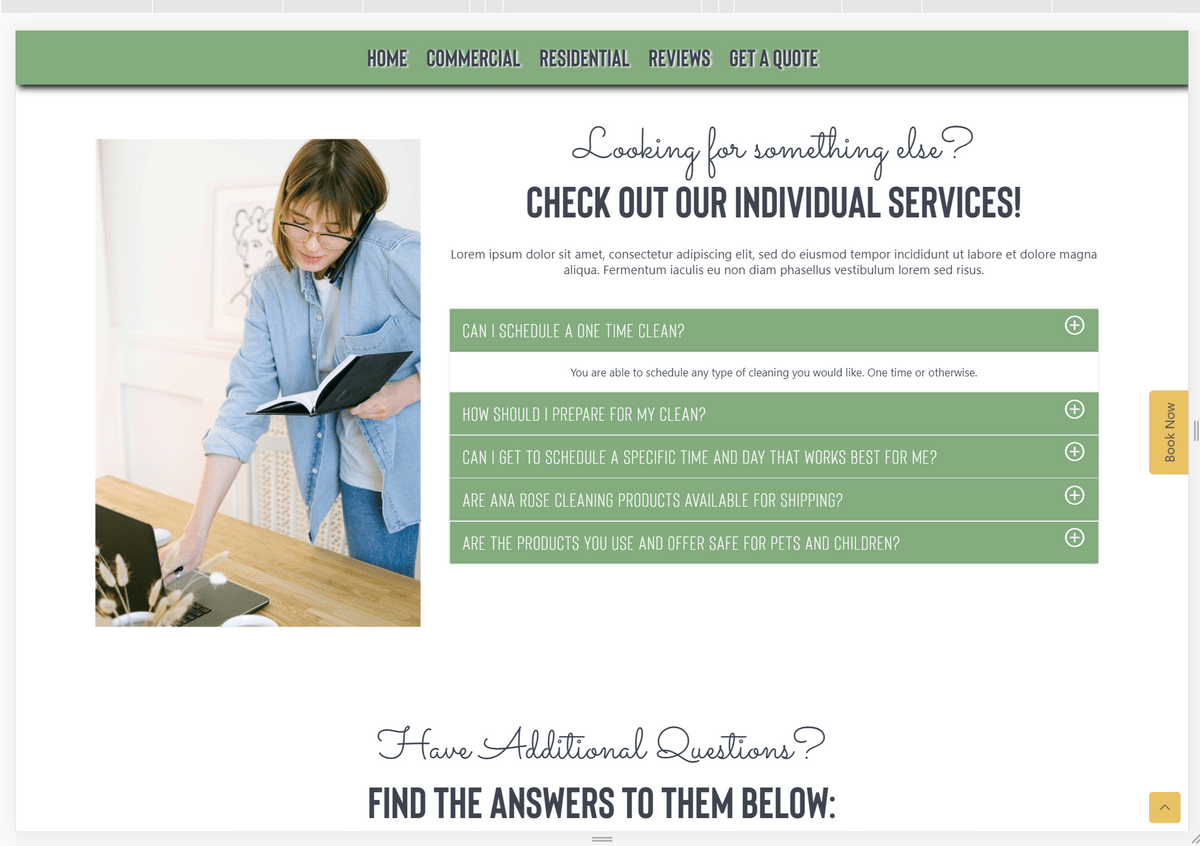 HOME COMMERCIAL RESIDENTIAL REVIEWS GET A QUOTE
Looking for something else?
CHECK OUT OUR INDIVIDUAL SERVICES!
Lorem ipsum dolor sit amet, consectetur adipiscing elit, sed do eiusmod tempor incididunt ut labore et dolore magna
aliqua. Fermentum iaculis eu non diam phasellus vestibulum lorem sed risus.
CAN I SCHEDULE A ONE TIME CLEAN?
You are able to schedule any type of cleaning you would like. One time or otherwise.
HOW SHOULD I PREPARE FOR MY CLEAN?
CAN I GET TO SCHEDULE A SPECIFIC TIME AND DAY THAT WORKS BEST FOR ME?
ARE ANA ROSE CLEANING PRODUCTS AVAILABLE FOR SHIPPING?
ARE THE PRODUCTS YOU USE AND OFFER SAFE FOR PETS AND CHILDREN?
Book Now
Have Additional Questions?
FIND THE ANSWERS TO THEM BELOW: